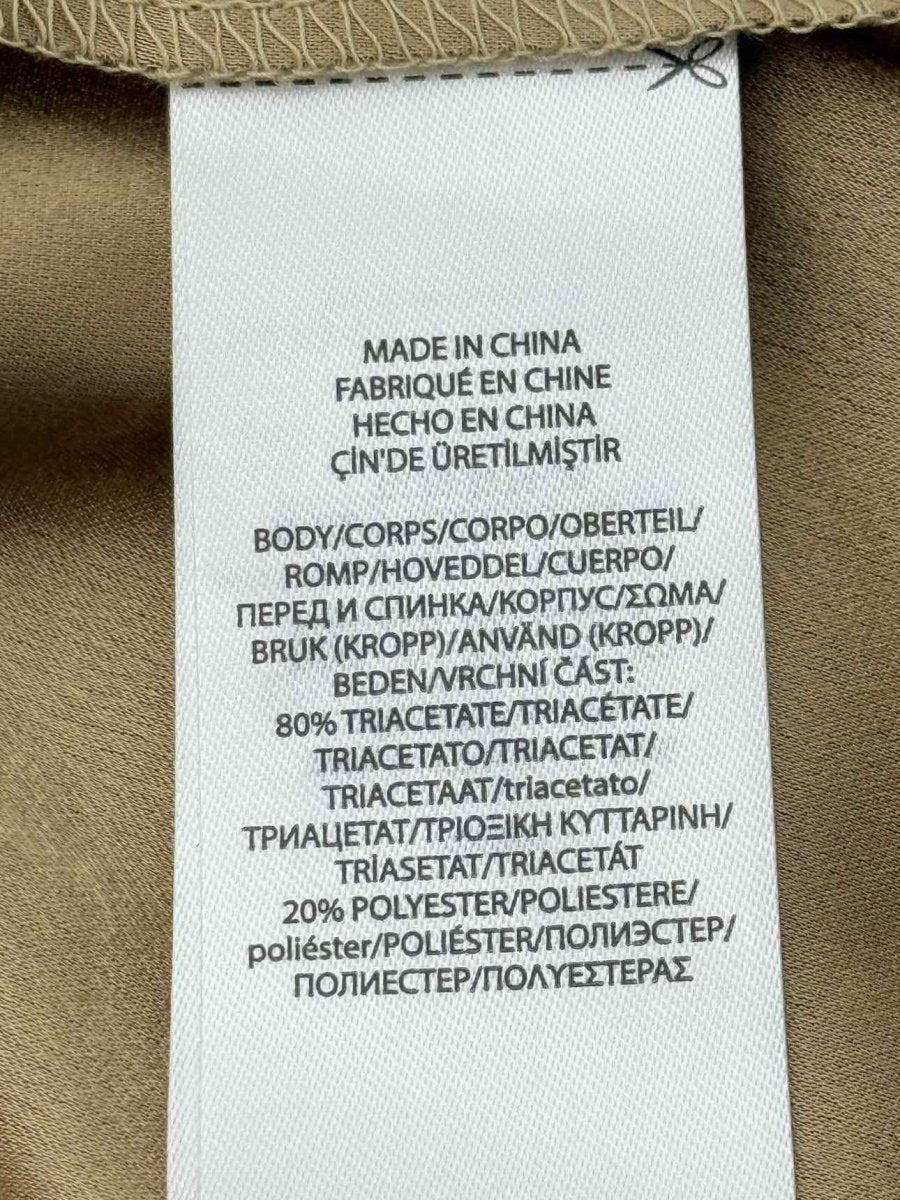 MADE IN CHINA
FABRIQUÉ EN CHINE
HECHO EN CHINA
ÇİN'DE ÜRETİLMİŞTİR
BODY/CORPS/CORPO/OBERTEIL/
ROMP/HOVEDDEL/CUERPO/
ПЕРЕД И СПИНКА/КОРПУС/ΣΩΜΑ/
BRUK (KROPP)/ANVÄND (KROPP)/
BEDEN/VRCHNÍ ČÁST:
80% TRIACETATE/TRIACÉTATE/
TRIACETATO/TRIACETAT/
TRIACETAAT/triacetato/
ТРИАЦЕТАТ/ΤΡΙΟΞΙΚΗ ΚΥΤΤΑΡΙΝΗ/
TRİASETAT/TRIACETÁT
20% POLYESTER/POLIESTERE/
poliéster/POLIÉSTER/ПОЛИЭСТЕР/
ПОЛИЕСТЕР/ΠΟΛΥΕΣΤΕΡΑΣ